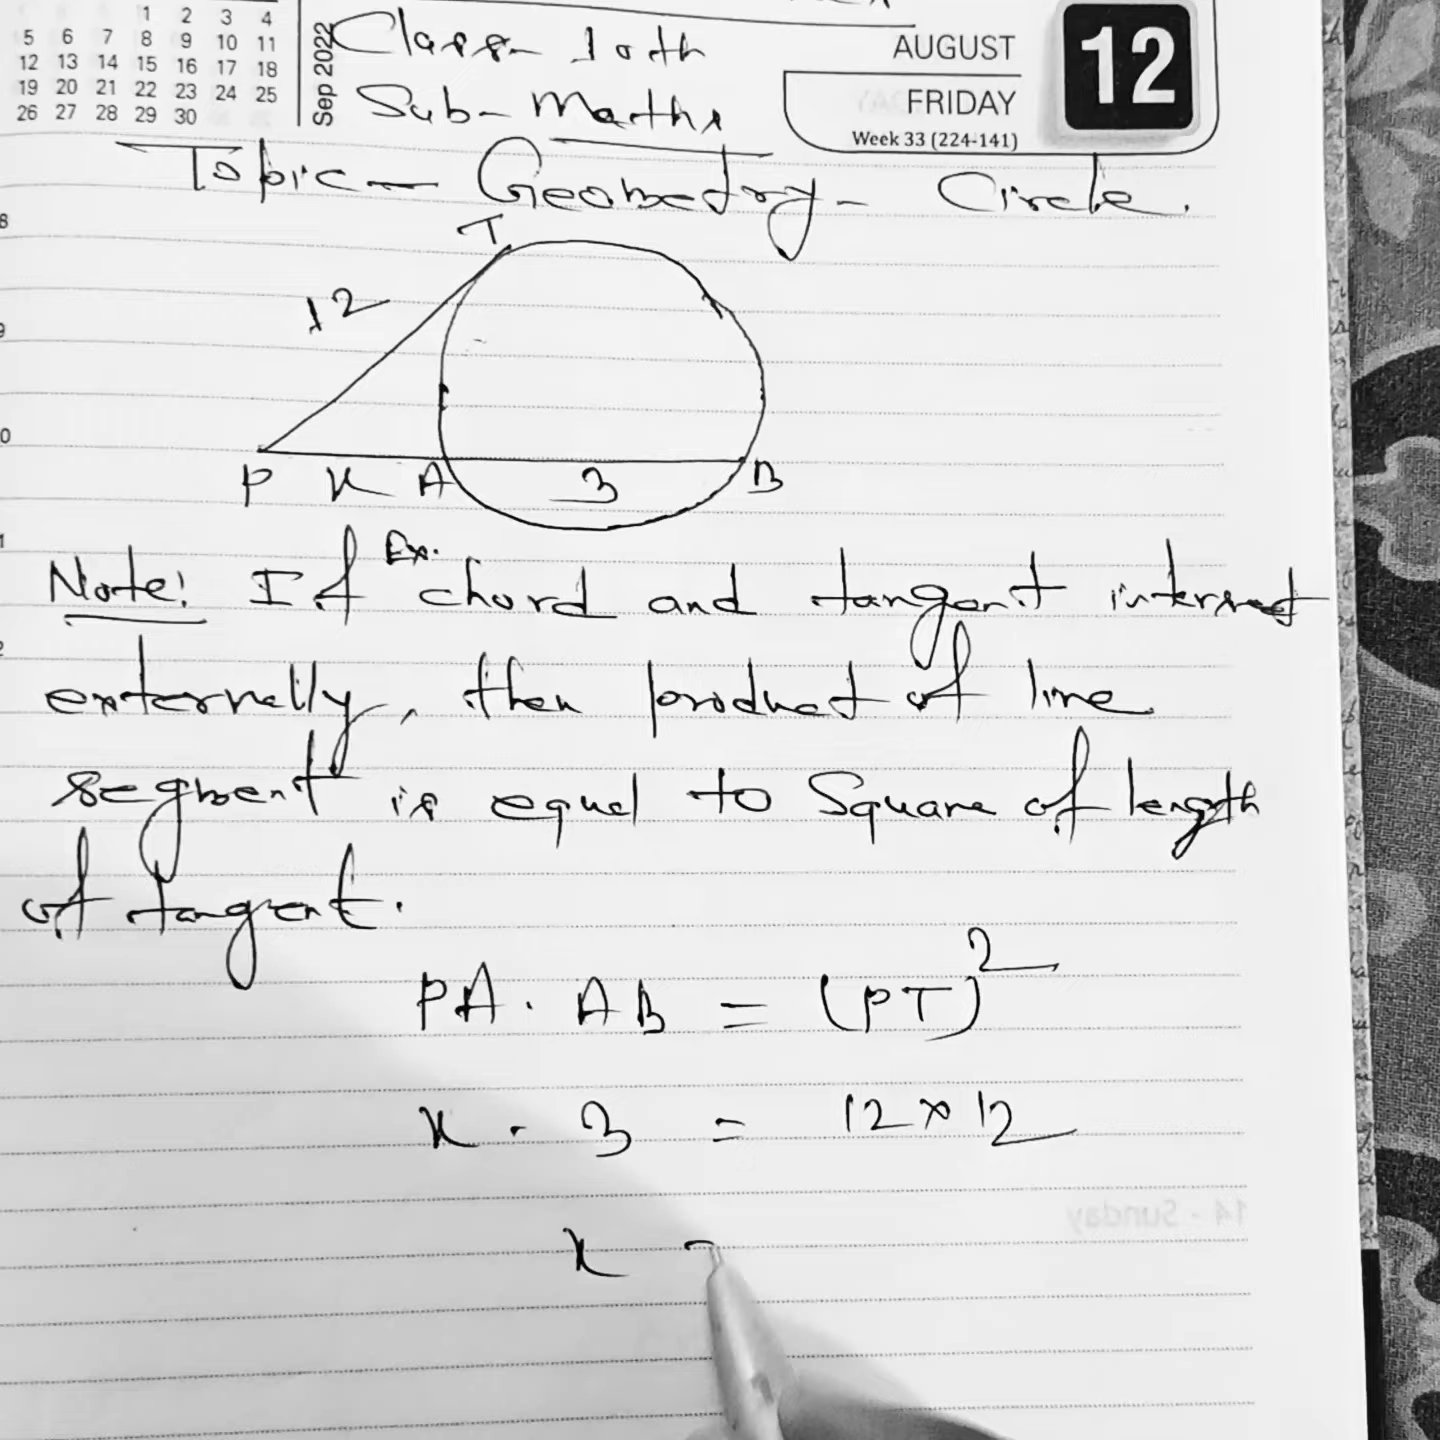 1 2 3 4
5 6 7 8 9 10 11
12 13 14 15 16 17 18
19 20 21 22 23 24 25
26 27 28 29 30
Sep 2022
Class- 10th
Sub- Maths
AUGUST
FRIDAY
Week 33 (224-141)
12
Topic- Geometry- Circle.
8
T
12
9
10
P x A 3 B
Note: If Ex. chord and tangent intersect
externally, then product of line
segment is equal to Square of length
of tangent.
PA . AB = (PT)²
x . 3 = 12 × 12
x =
14 - Sunday